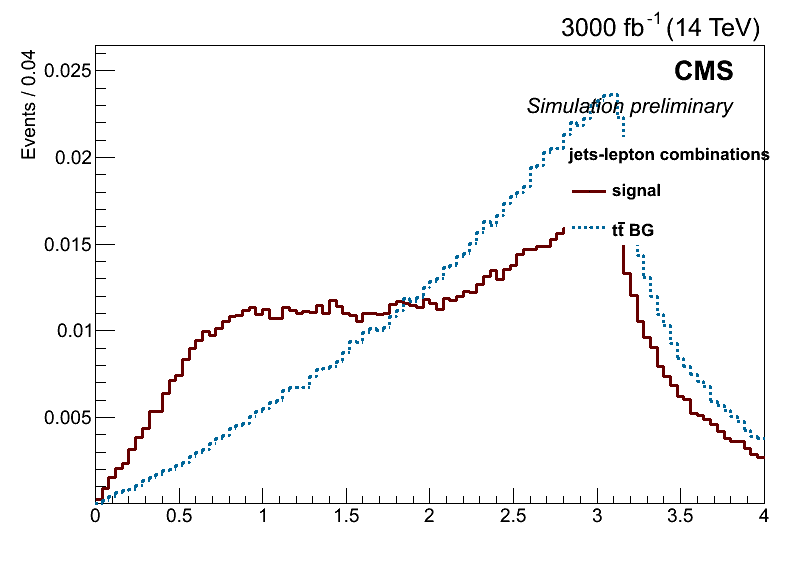 3000 fb⁻¹ (14 TeV)
Events / 0.04
CMS
Simulation preliminary
jets-lepton combinations
signal
tt̄ BG
0.025
0.02
0.015
0.01
0.005
0 0.5 1 1.5 2 2.5 3 3.5 4